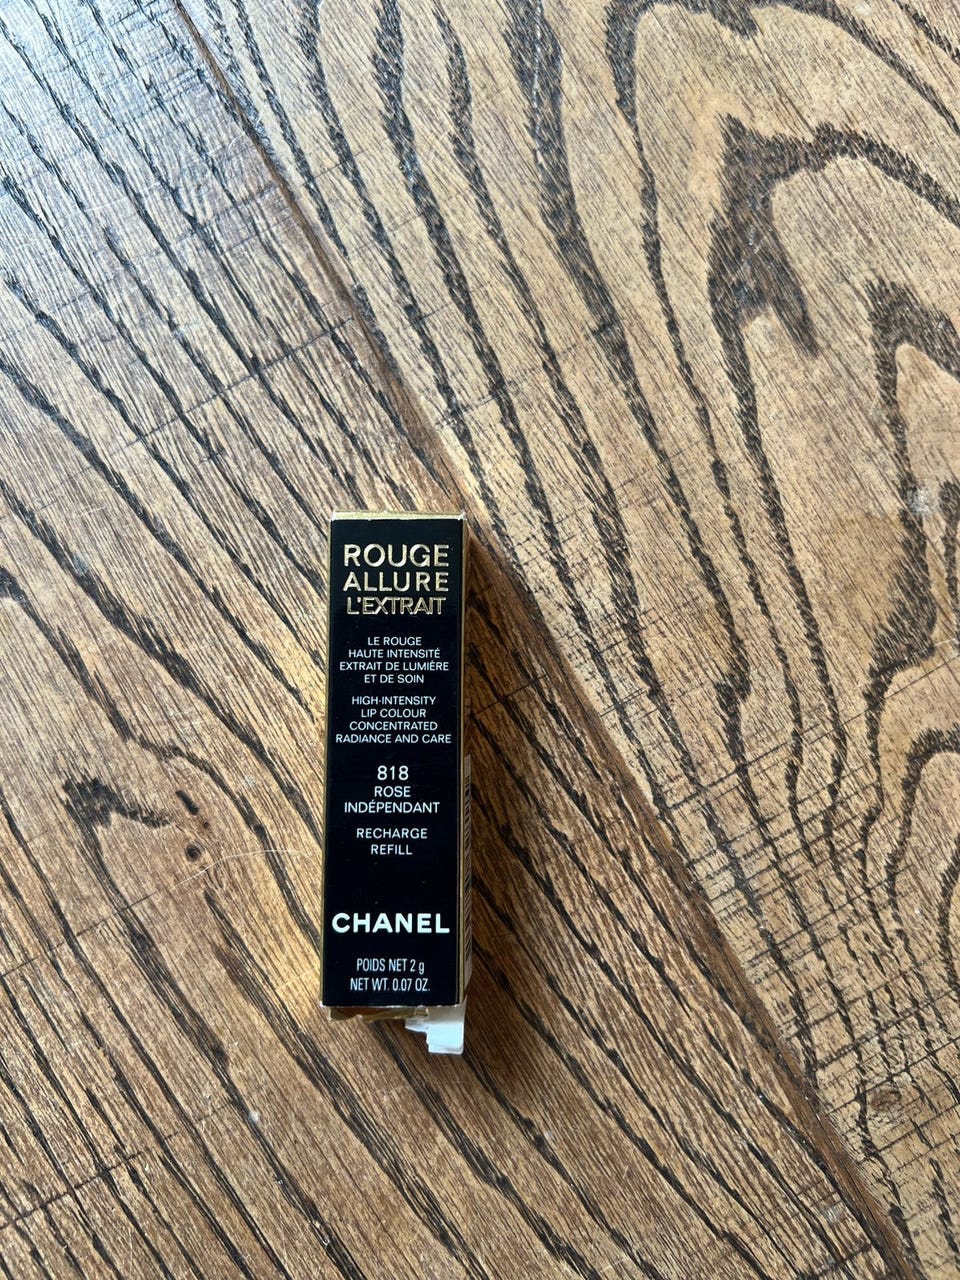 ROUGE
ALLURE
L'EXTRAIT
LE ROUGE
HAUTE INTENSITÉ
EXTRAIT DE LUMIÈRE
ET DE SOIN
HIGH-INTENSITY
LIP COLOUR
CONCENTRATED
RADIANCE AND CARE
818
ROSE
INDÉPENDANT
RECHARGE
REFILL
CHANEL
POIDS NET 2 g
NET WT. 0.07 OZ.